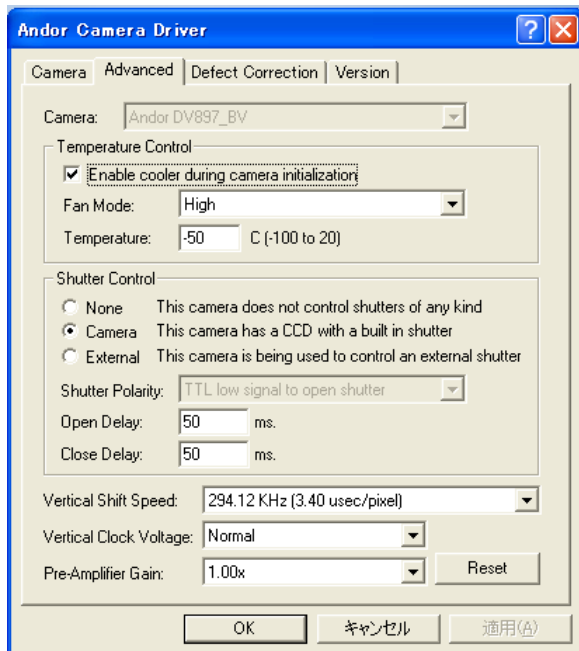 Andor Camera Driver
Camera Advanced Defect Correction Version
Camera: Andor DV897_BV
Temperature Control
Enable cooler during camera initialization
Fan Mode: High
Temperature: -50 C (-100 to 20)
Shutter Control
None This camera does not control shutters of any kind
Camera This camera has a CCD with a built in shutter
External This camera is being used to control an external shutter
Shutter Polarity: TTL low signal to open shutter
Open Delay: 50 ms.
Close Delay: 50 ms.
Vertical Shift Speed: 294.12 KHz (3.40 usec/pixel)
Vertical Clock Voltage: Normal
Pre-Amplifier Gain: 1.00x Reset
OK キャンセル 適用(A)